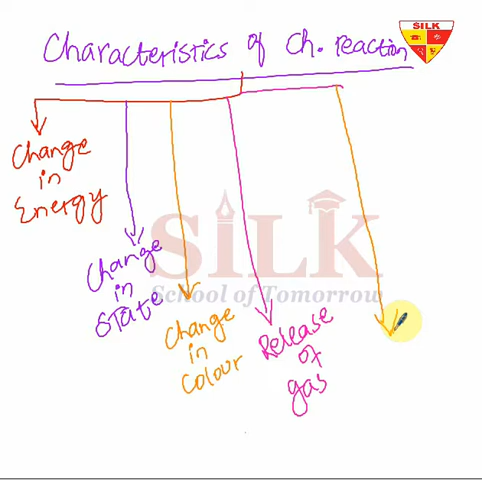 Characteristics of Ch. reaction
SILK
Change
in
Energy
Change
in
State
Change
in
Colour
Release
of
gas
SILK
School of Tomorrow